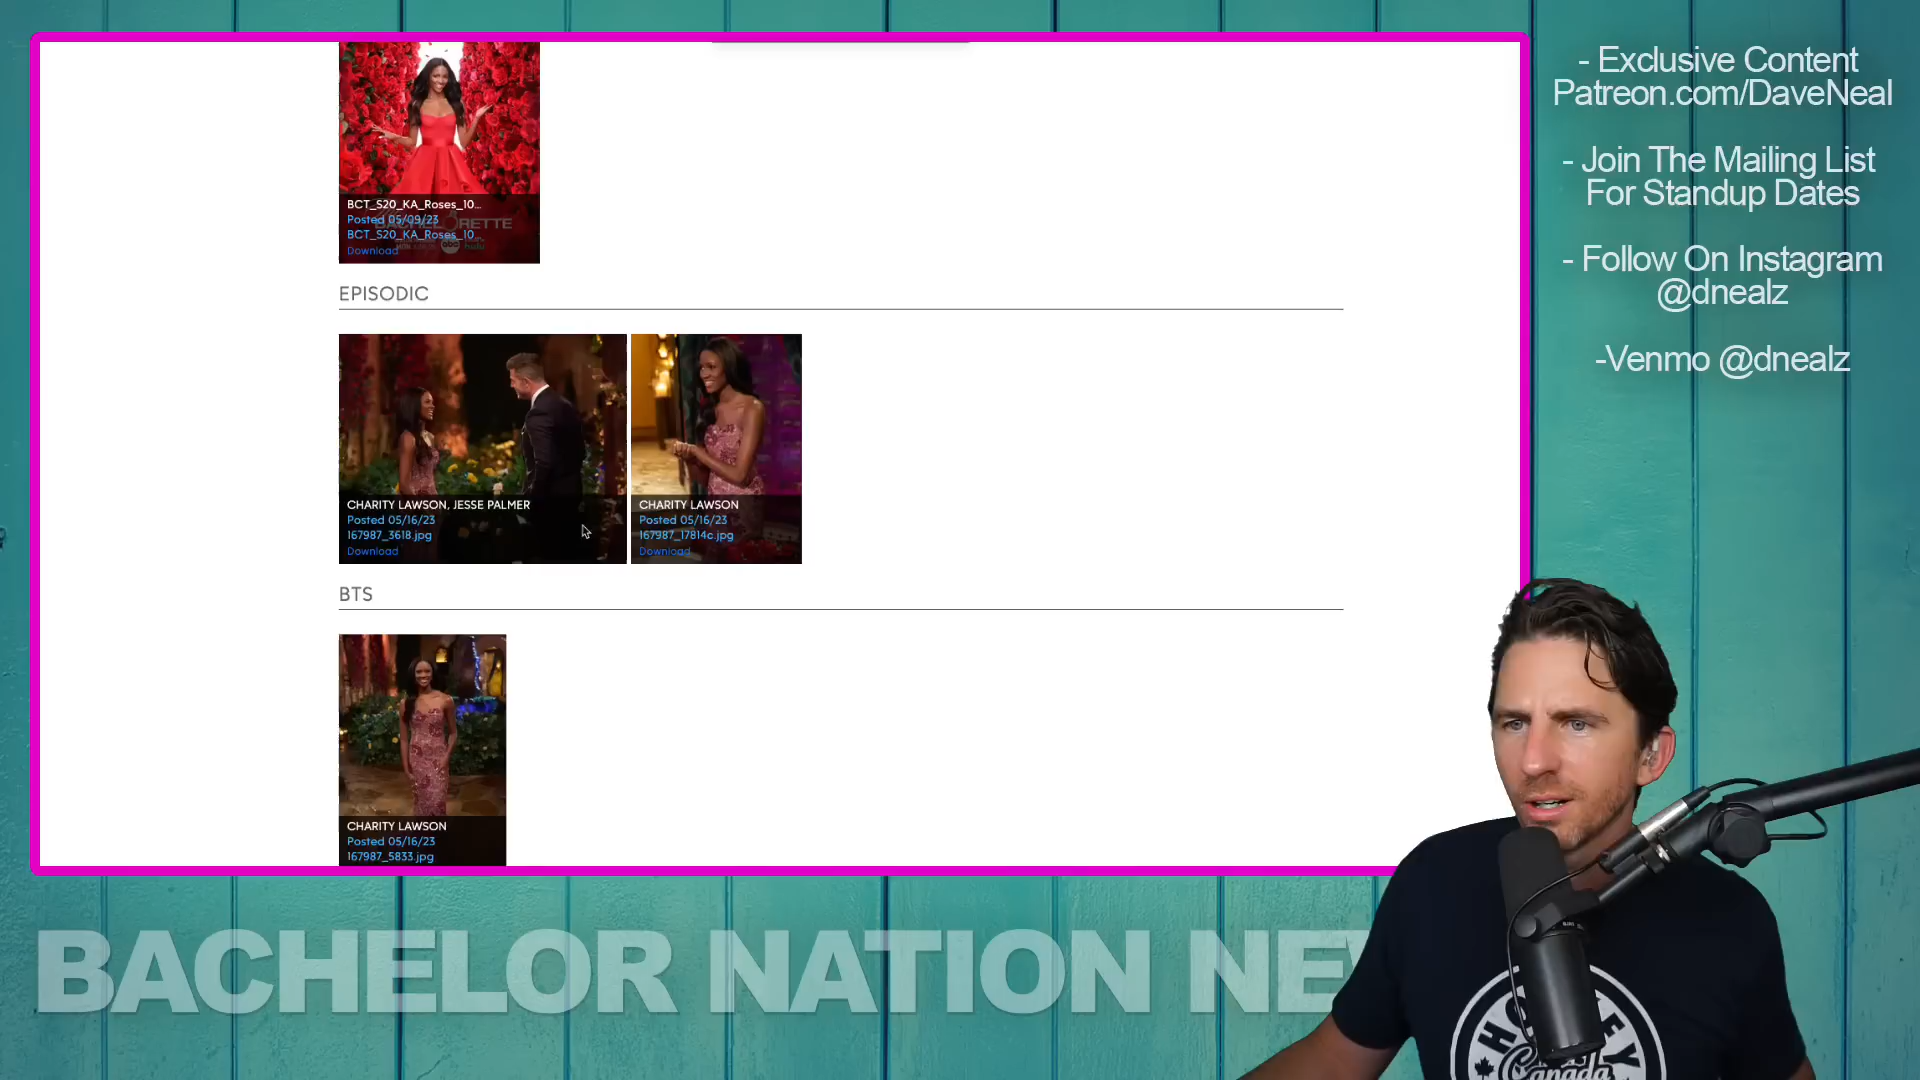 BCT_S20_KA_Roses_10...
Posted 05/09/23
BCT_S20_KA_Roses_10...
Download
EPISODIC
CHARITY LAWSON, JESSE PALMER
Posted 05/16/23
167987_3618.jpg
Download
CHARITY LAWSON
Posted 05/16/23
167987_17814c.jpg
Download
BTS
CHARITY LAWSON
Posted 05/16/23
167987_5833.jpg
- Exclusive Content
Patreon.com/DaveNeal
- Join The Mailing List
For Standup Dates
- Follow On Instagram
@dnealz
-Venmo @dnealz
BACHELOR NATION NE
Canada